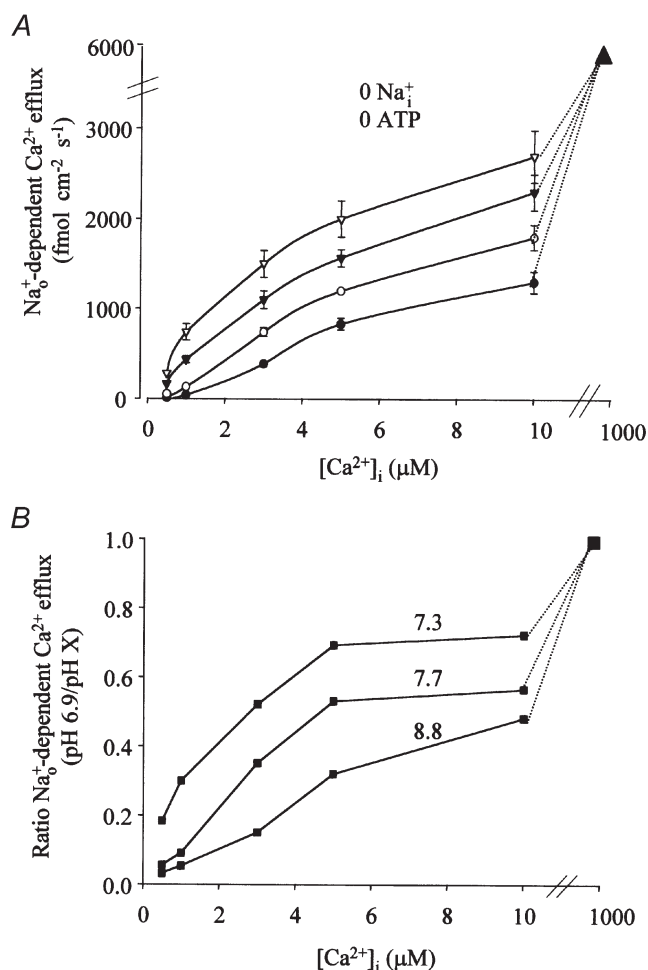 A
6000
3000
2000
1000
0
Na⁺ₒ-dependent Ca²⁺ efflux
(fmol cm⁻² s⁻¹)
0 Na⁺ᵢ
0 ATP
0 2 4 6 8 10 1000
[Ca²⁺]ᵢ (μM)
B
1.0
0.8
0.6
0.4
0.2
0.0
Ratio Na⁺ₒ-dependent Ca²⁺ efflux
(pH 6.9/pH X)
7.3
7.7
8.8
0 2 4 6 8 10 1000
[Ca²⁺]ᵢ (μM)